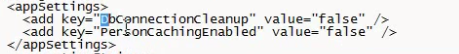 <appSettings>
<add key="DbConnectionCleanup" value="false" />
<add key="PersonCachingEnabled" value="false" />
</appSettings>